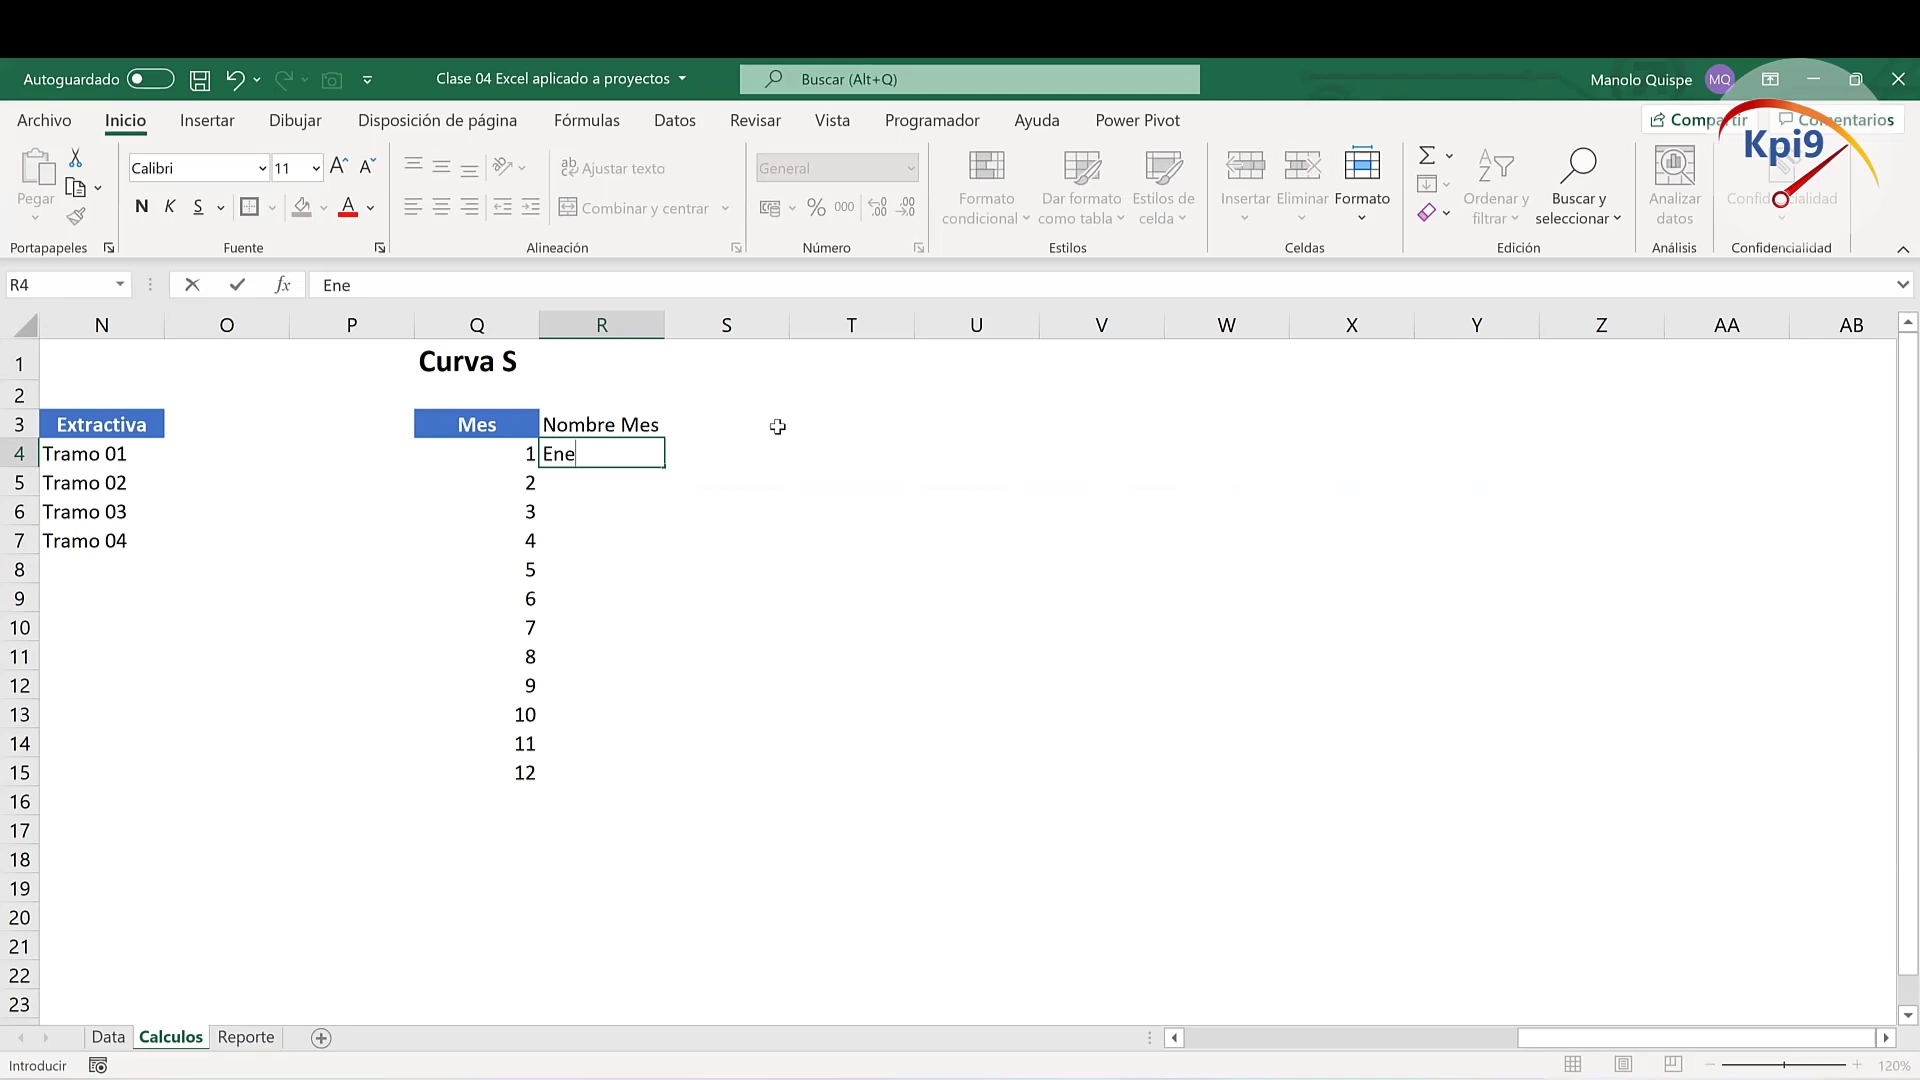 Autoguardado
Clase 04 Excel aplicado a proyectos
Buscar (Alt+Q)
Manolo Quispe MQ
Archivo Inicio Insertar Dibujar Disposición de página Fórmulas Datos Revisar Vista Programador Ayuda Power Pivot Compartir Comentarios
Kpi9
Pegar
Portapapeles
Calibri 11
N K S
Fuente
Ajustar texto
Combinar y centrar
Alineación
General
% 000
Número
Formato condicional
Dar formato como tabla
Estilos de celda
Estilos
Insertar Eliminar Formato
Celdas
Ordenar y filtrar
Buscar y seleccionar
Edición
Analizar datos
Análisis
Confidencialidad
Confidencialidad
R4 fx Ene
N O P Q R S T U V W X Y Z AA AB
1 Curva S
2
3 Extractiva Mes Nombre Mes
4 Tramo 01 1 Ene
5 Tramo 02 2
6 Tramo 03 3
7 Tramo 04 4
8 5
9 6
10 7
11 8
12 9
13 10
14 11
15 12
16
17
18
19
20
21
22
23
Data Calculos Reporte
Introducir 120%